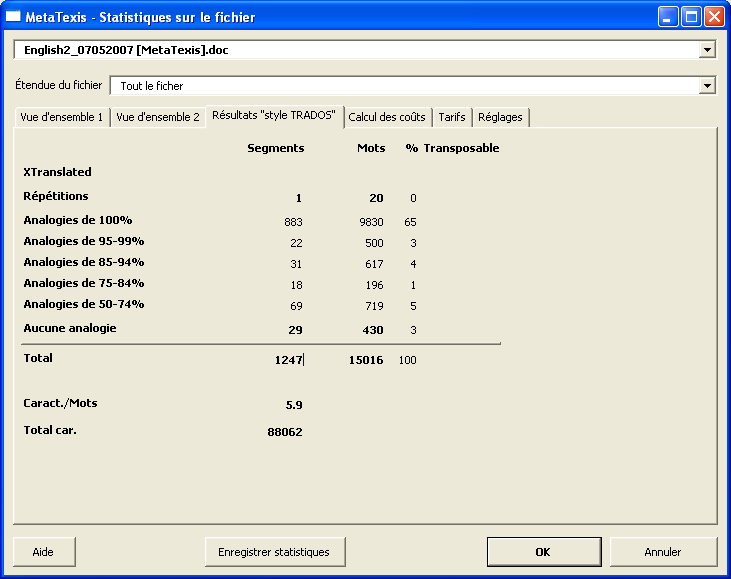 MetaTexis - Statistiques sur le fichier
English2_07052007 [MetaTexis].doc
Étendue du fichier Tout le ficher
Vue d'ensemble 1 Vue d'ensemble 2 Résultats "style TRADOS" Calcul des coûts Tarifs Réglages
Segments Mots % Transposable
XTranslated
Répétitions 1 20 0
Analogies de 100% 883 9830 65
Analogies de 95-99% 22 500 3
Analogies de 85-94% 31 617 4
Analogies de 75-84% 18 196 1
Analogies de 50-74% 69 719 5
Aucune analogie 29 430 3
Total 1247 15016 100
Caract./Mots 5.9
Total car. 88062
Aide Enregistrer statistiques OK Annuler